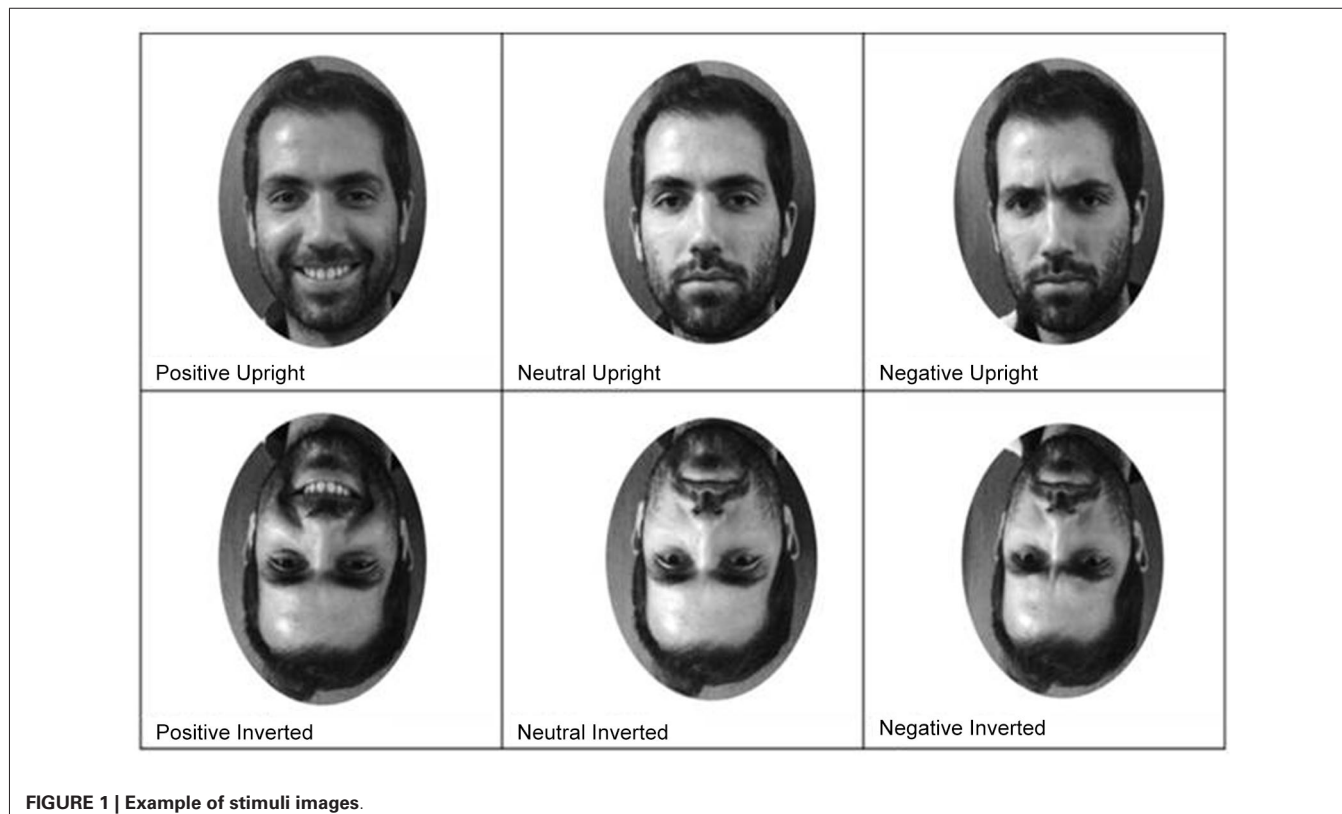 Positive Upright
Neutral Upright
Negative Upright
Positive Inverted
Neutral Inverted
Negative Inverted
FIGURE 1 | Example of stimuli images.